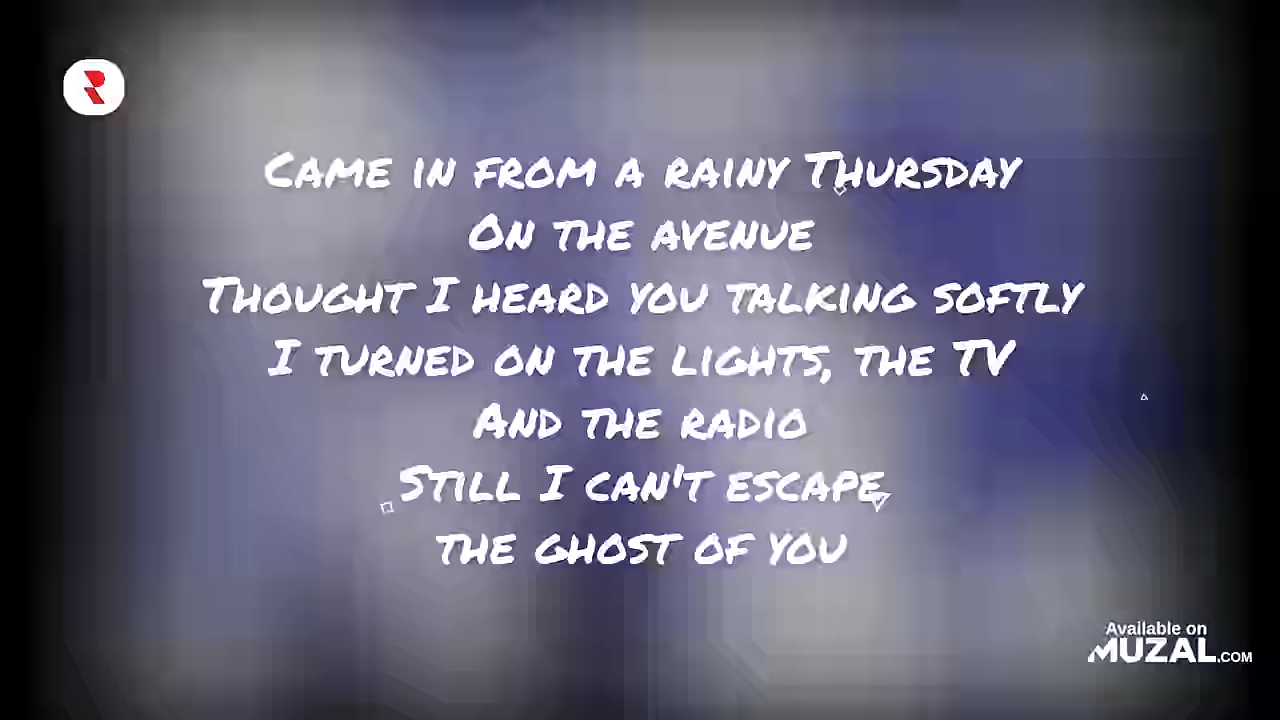 Came in from a rainy Thursday
On the avenue
Thought I heard you talking softly
I turned on the lights, the TV
And the radio
Still I can't escape
the ghost of you
Available on
MUZAL.COM